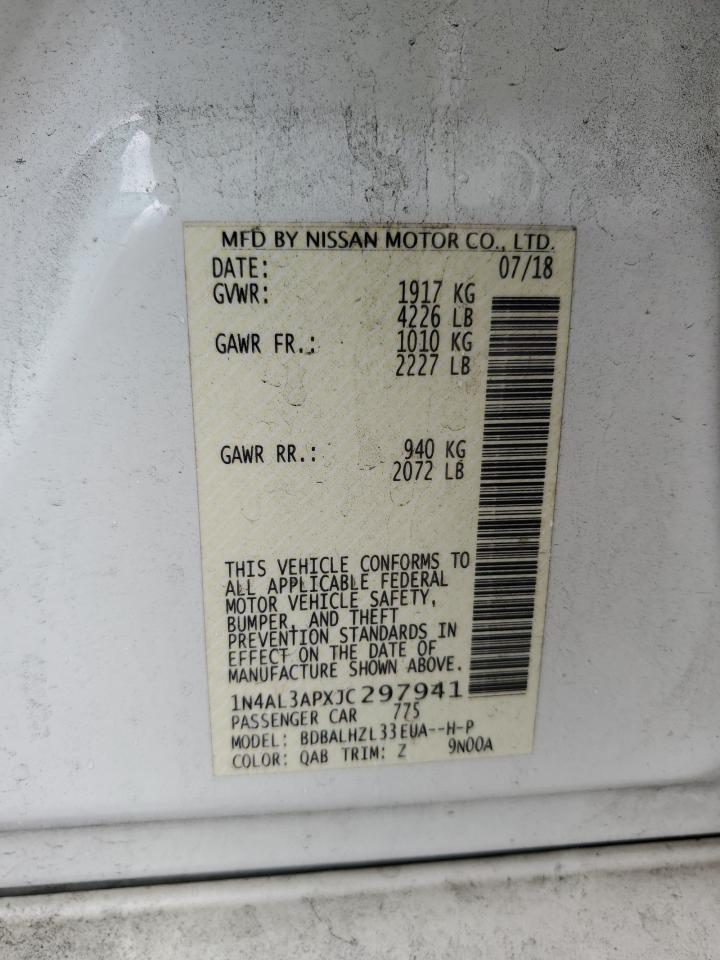 MFD BY NISSAN MOTOR CO., LTD.
DATE: 07/18
GVWR: 1917 KG
4226 LB
GAWR FR.: 1010 KG
2227 LB
GAWR RR.: 940 KG
2072 LB
THIS VEHICLE CONFORMS TO
ALL APPLICABLE FEDERAL
MOTOR VEHICLE SAFETY,
BUMPER, AND THEFT
PREVENTION STANDARDS IN
EFFECT ON THE DATE OF
MANUFACTURE SHOWN ABOVE.
1N4AL3APXJC297941
PASSENGER CAR 775
MODEL: BDBALHZL33EUA--H-P
COLOR: QAB TRIM: Z 9N00A